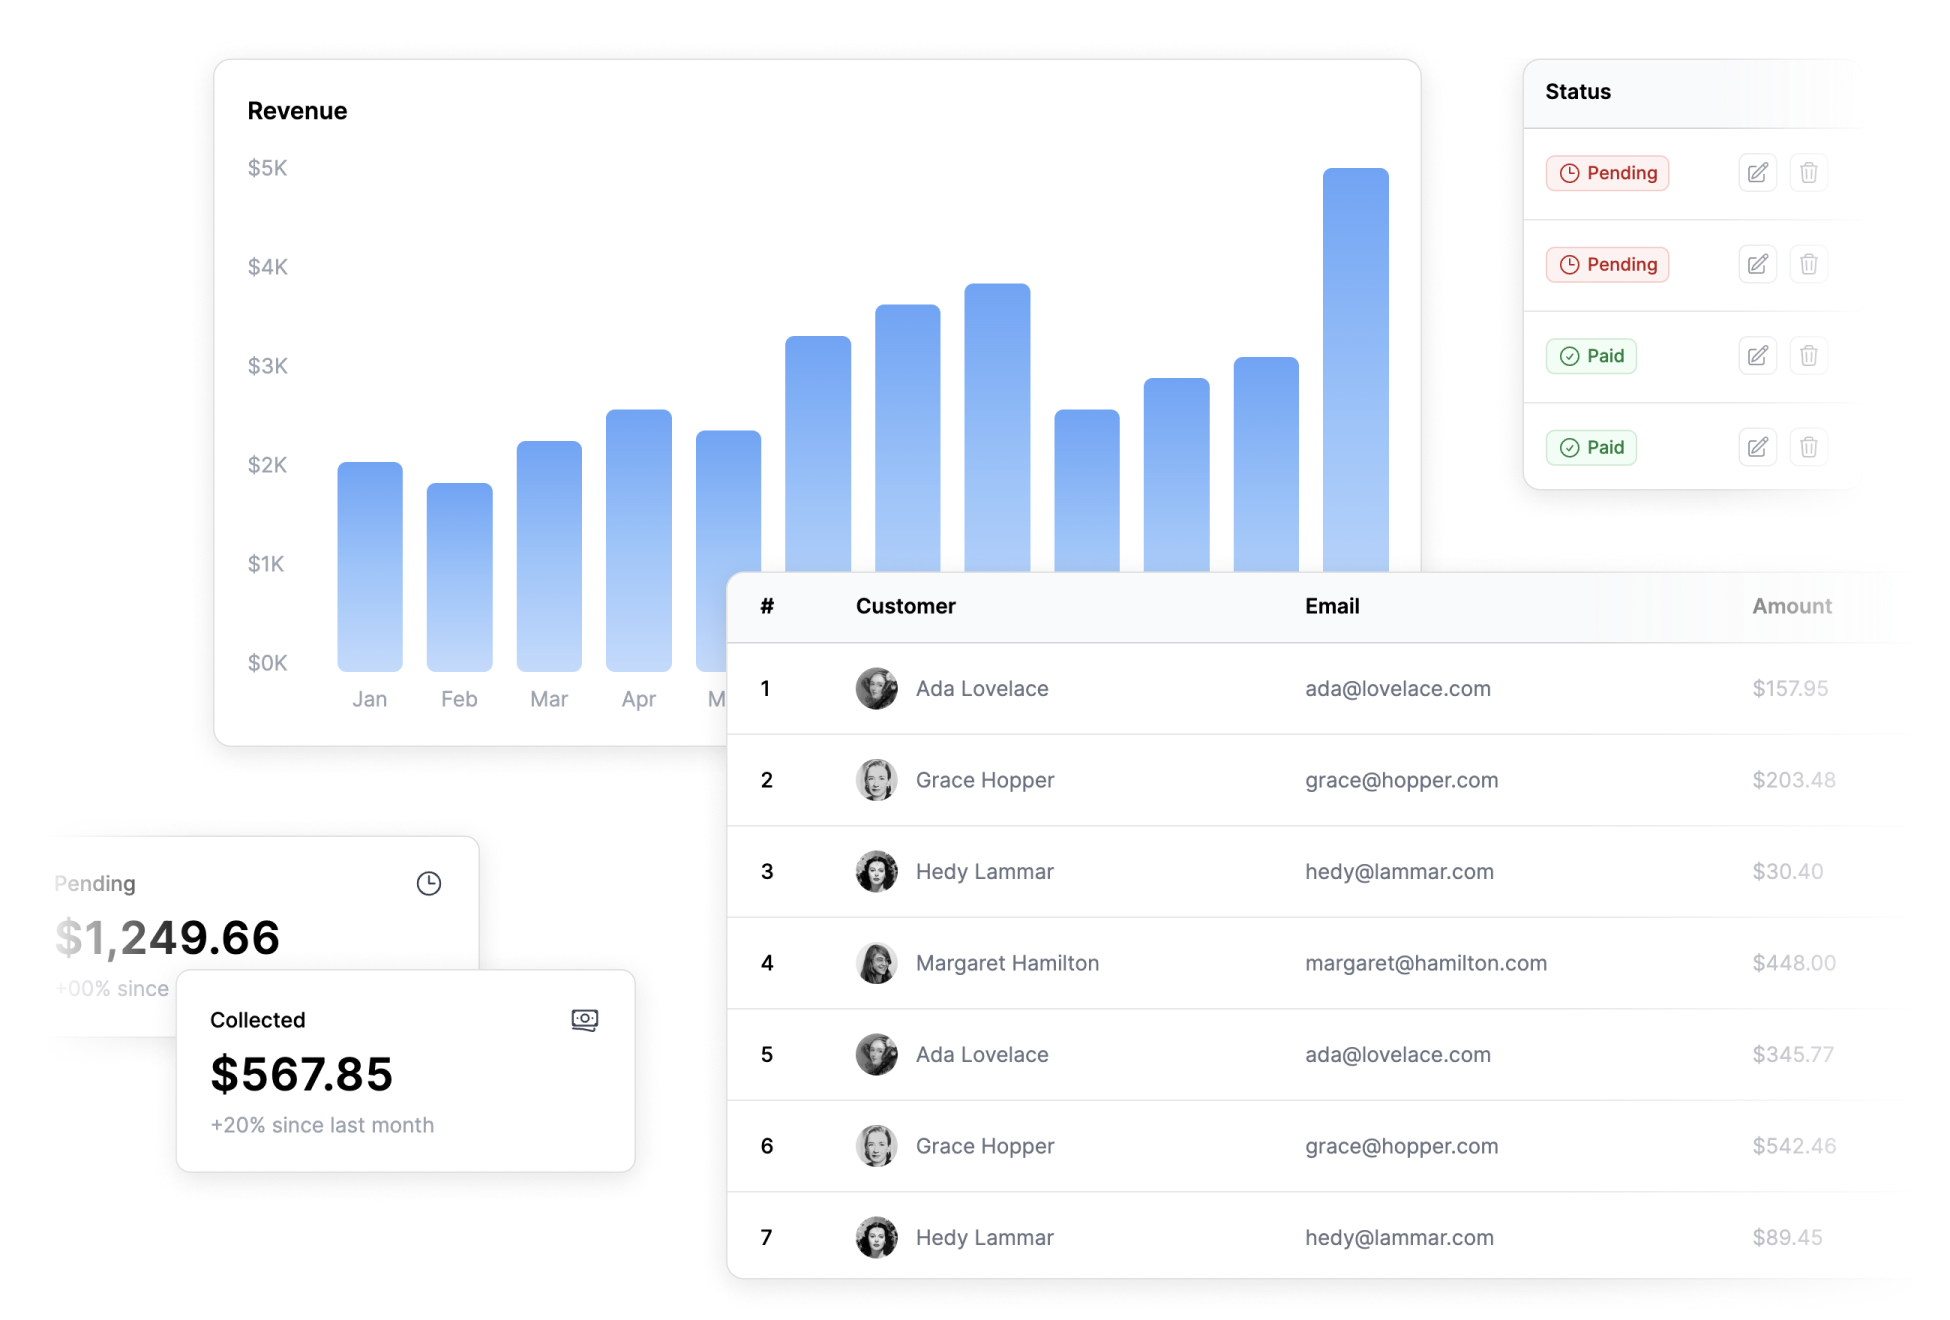 Revenue
$5K
$4K
$3K
$2K
$1K
$0K
Jan Feb Mar Apr
Status
Pending
Pending
Paid
Paid
# Customer Email Amount
1 Ada Lovelace ada@lovelace.com $157.95
2 Grace Hopper grace@hopper.com $203.48
3 Hedy Lammar hedy@lammar.com $30.40
4 Margaret Hamilton margaret@hamilton.com $448.00
5 Ada Lovelace ada@lovelace.com $345.77
6 Grace Hopper grace@hopper.com $542.46
7 Hedy Lammar hedy@lammar.com $89.45
Pending
$1,249.66
+00% since
Collected
$567.85
+20% since last month